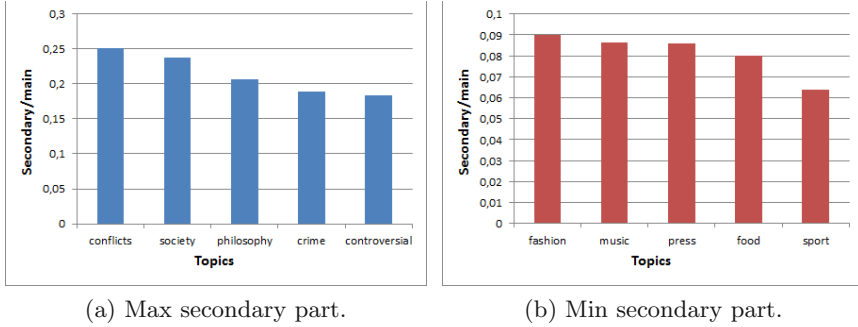 0,3
0,25
0,2
0,15
0,1
0,05
0
Secondary/main
conflicts society philosophy crime controversial
Topics
(a) Max secondary part.
0,1
0,09
0,08
0,07
0,06
0,05
0,04
0,03
0,02
0,01
0
Secondary/main
fashion music press food sport
Topics
(b) Min secondary part.